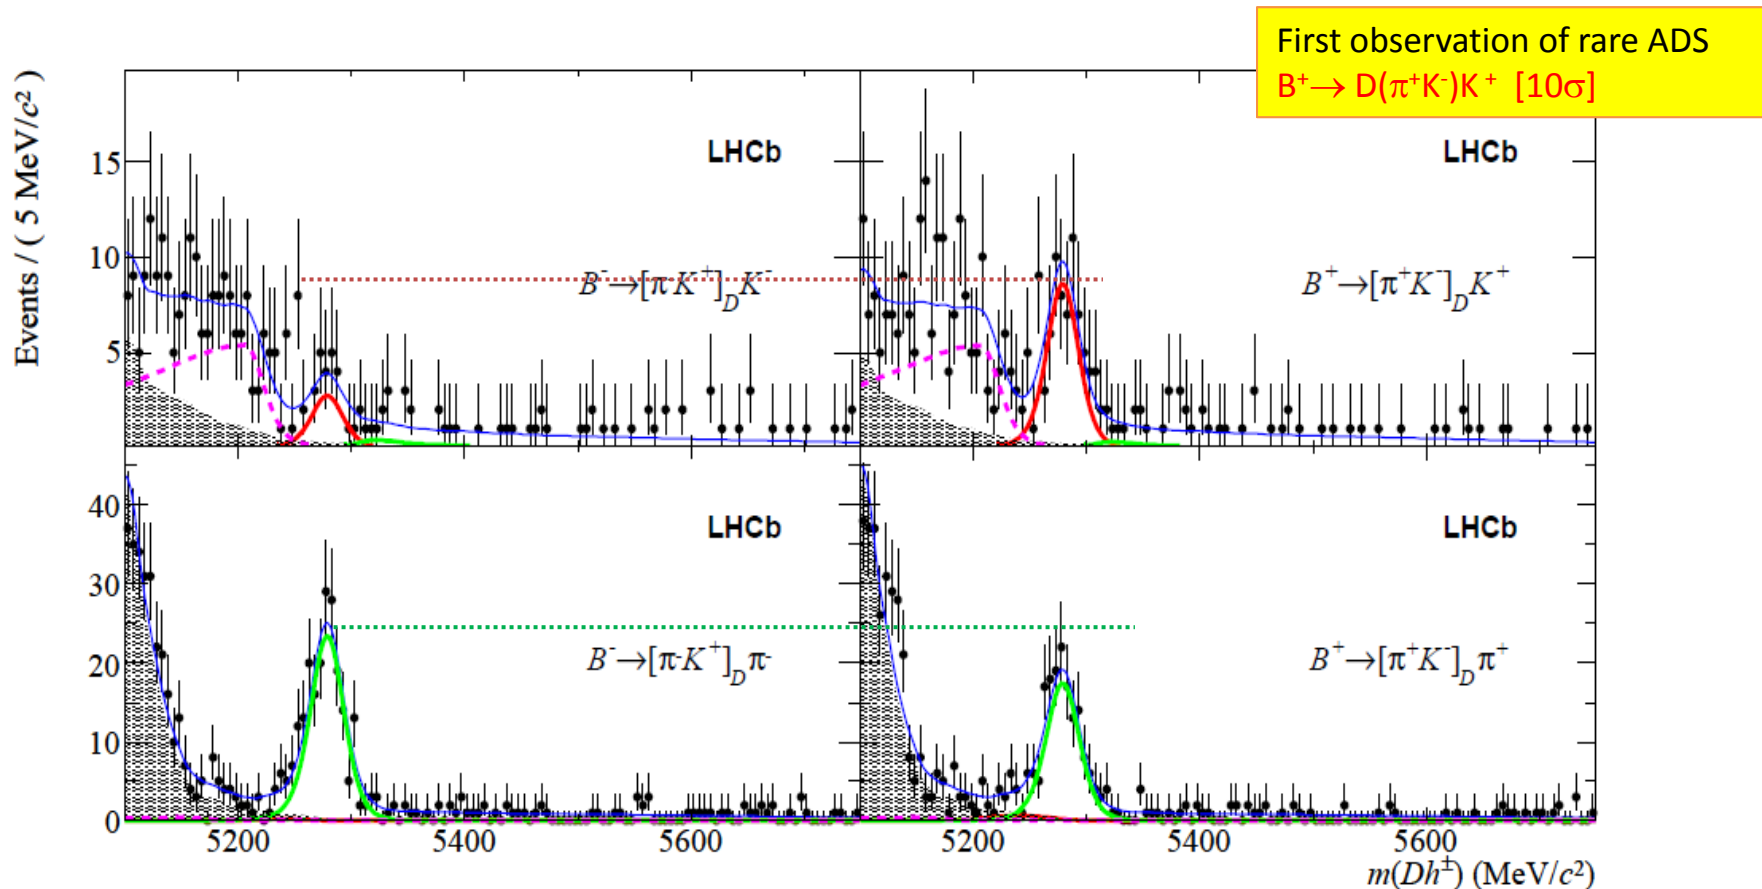 First observation of rare ADS
B⁺→ D(π⁺K⁻)K⁺ [10σ]
Events / ( 5 MeV/c² )
15
10
5
LHCb
B⁻→[π⁻K⁺]_D K⁻
LHCb
B⁺→[π⁺K⁻]_D K⁺
40
30
20
10
0
LHCb
B⁻→[π⁻K⁺]_D π⁻
LHCb
B⁺→[π⁺K⁻]_D π⁺
5200 5400 5600 5200 5400 5600
m(Dh±) (MeV/c²)